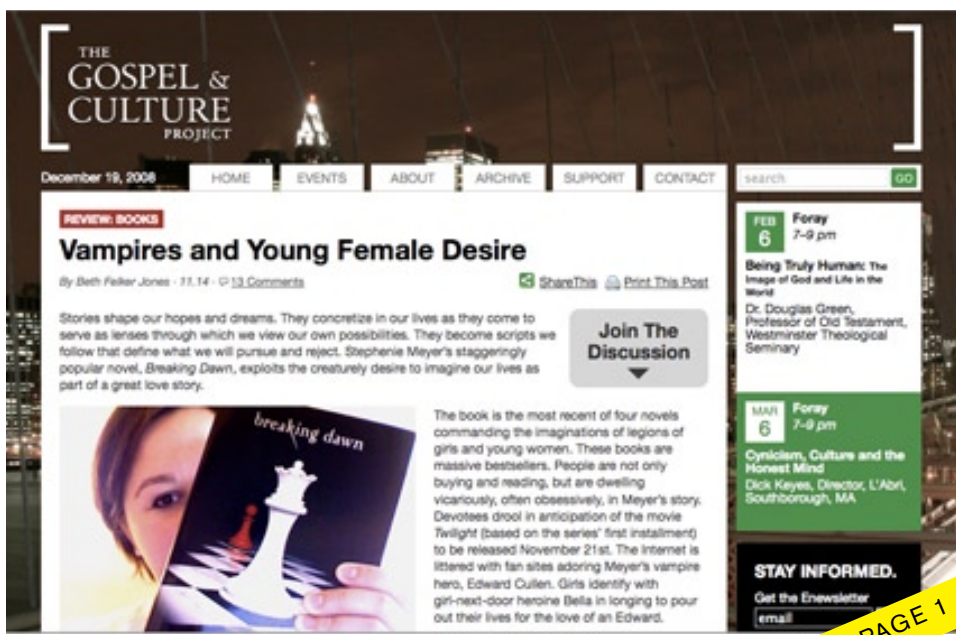 THE
GOSPEL &
CULTURE
PROJECT
December 19, 2008
HOME
EVENTS
ABOUT
ARCHIVE
SUPPORT
CONTACT
search
GO
REVIEW: BOOKS
Vampires and Young Female Desire
By Beth Felker Jones · 11.14 · 13 Comments
ShareThis
Print This Post
Stories shape our hopes and dreams. They concretize in our lives as they come to
serve as lenses through which we view our own possibilities. They become scripts we
follow that define what we will pursue and reject. Stephenie Meyer's staggeringly
popular novel, Breaking Dawn, exploits the creaturely desire to imagine our lives as
part of a great love story.
Join The
Discussion
breaking dawn
The book is the most recent of four novels
commanding the imaginations of legions of
girls and young women. These books are
massive bestsellers. People are not only
buying and reading, but are dwelling
vicariously, often obsessively, in Meyer's story.
Devotees drool in anticipation of the movie
Twilight (based on the series' first installment)
to be released November 21st. The Internet is
littered with fan sites adoring Meyer's vampire
hero, Edward Cullen. Girls identify with
girl-next-door heroine Bella in longing to pour
out their lives for the love of an Edward.
FEB
6
Foray
7–9 pm
Being Truly Human: The
Image of God and Life in the
World
Dr. Douglas Green,
Professor of Old Testament,
Westminster Theological
Seminary
MAR
6
Foray
7–9 pm
Cynicism, Culture and the
Honest Mind
Dick Keyes, Director, L'Abri,
Southborough, MA
STAY INFORMED.
Get the Enewsletter
email
PAGE 1